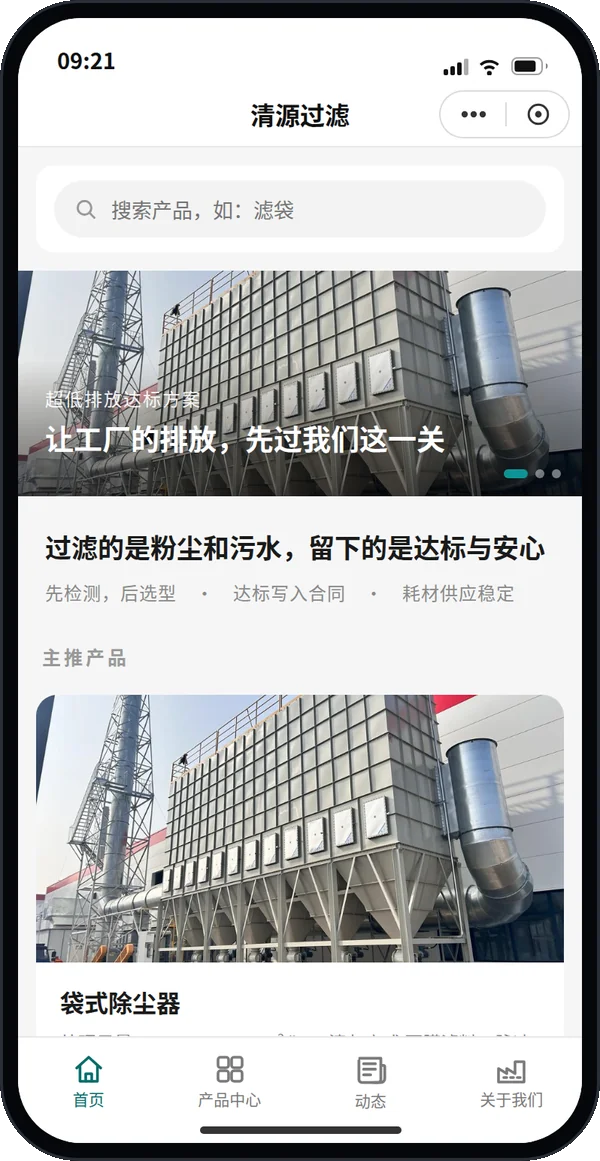 09:21
清源过滤
搜索产品，如：滤袋
超低排放达标方案
让工厂的排放，先过我们这一关
过滤的是粉尘和污水，留下的是达标与安心
先检测，后选型 · 达标写入合同 · 耗材供应稳定
主推产品
袋式除尘器
首页 产品中心 动态 关于我们